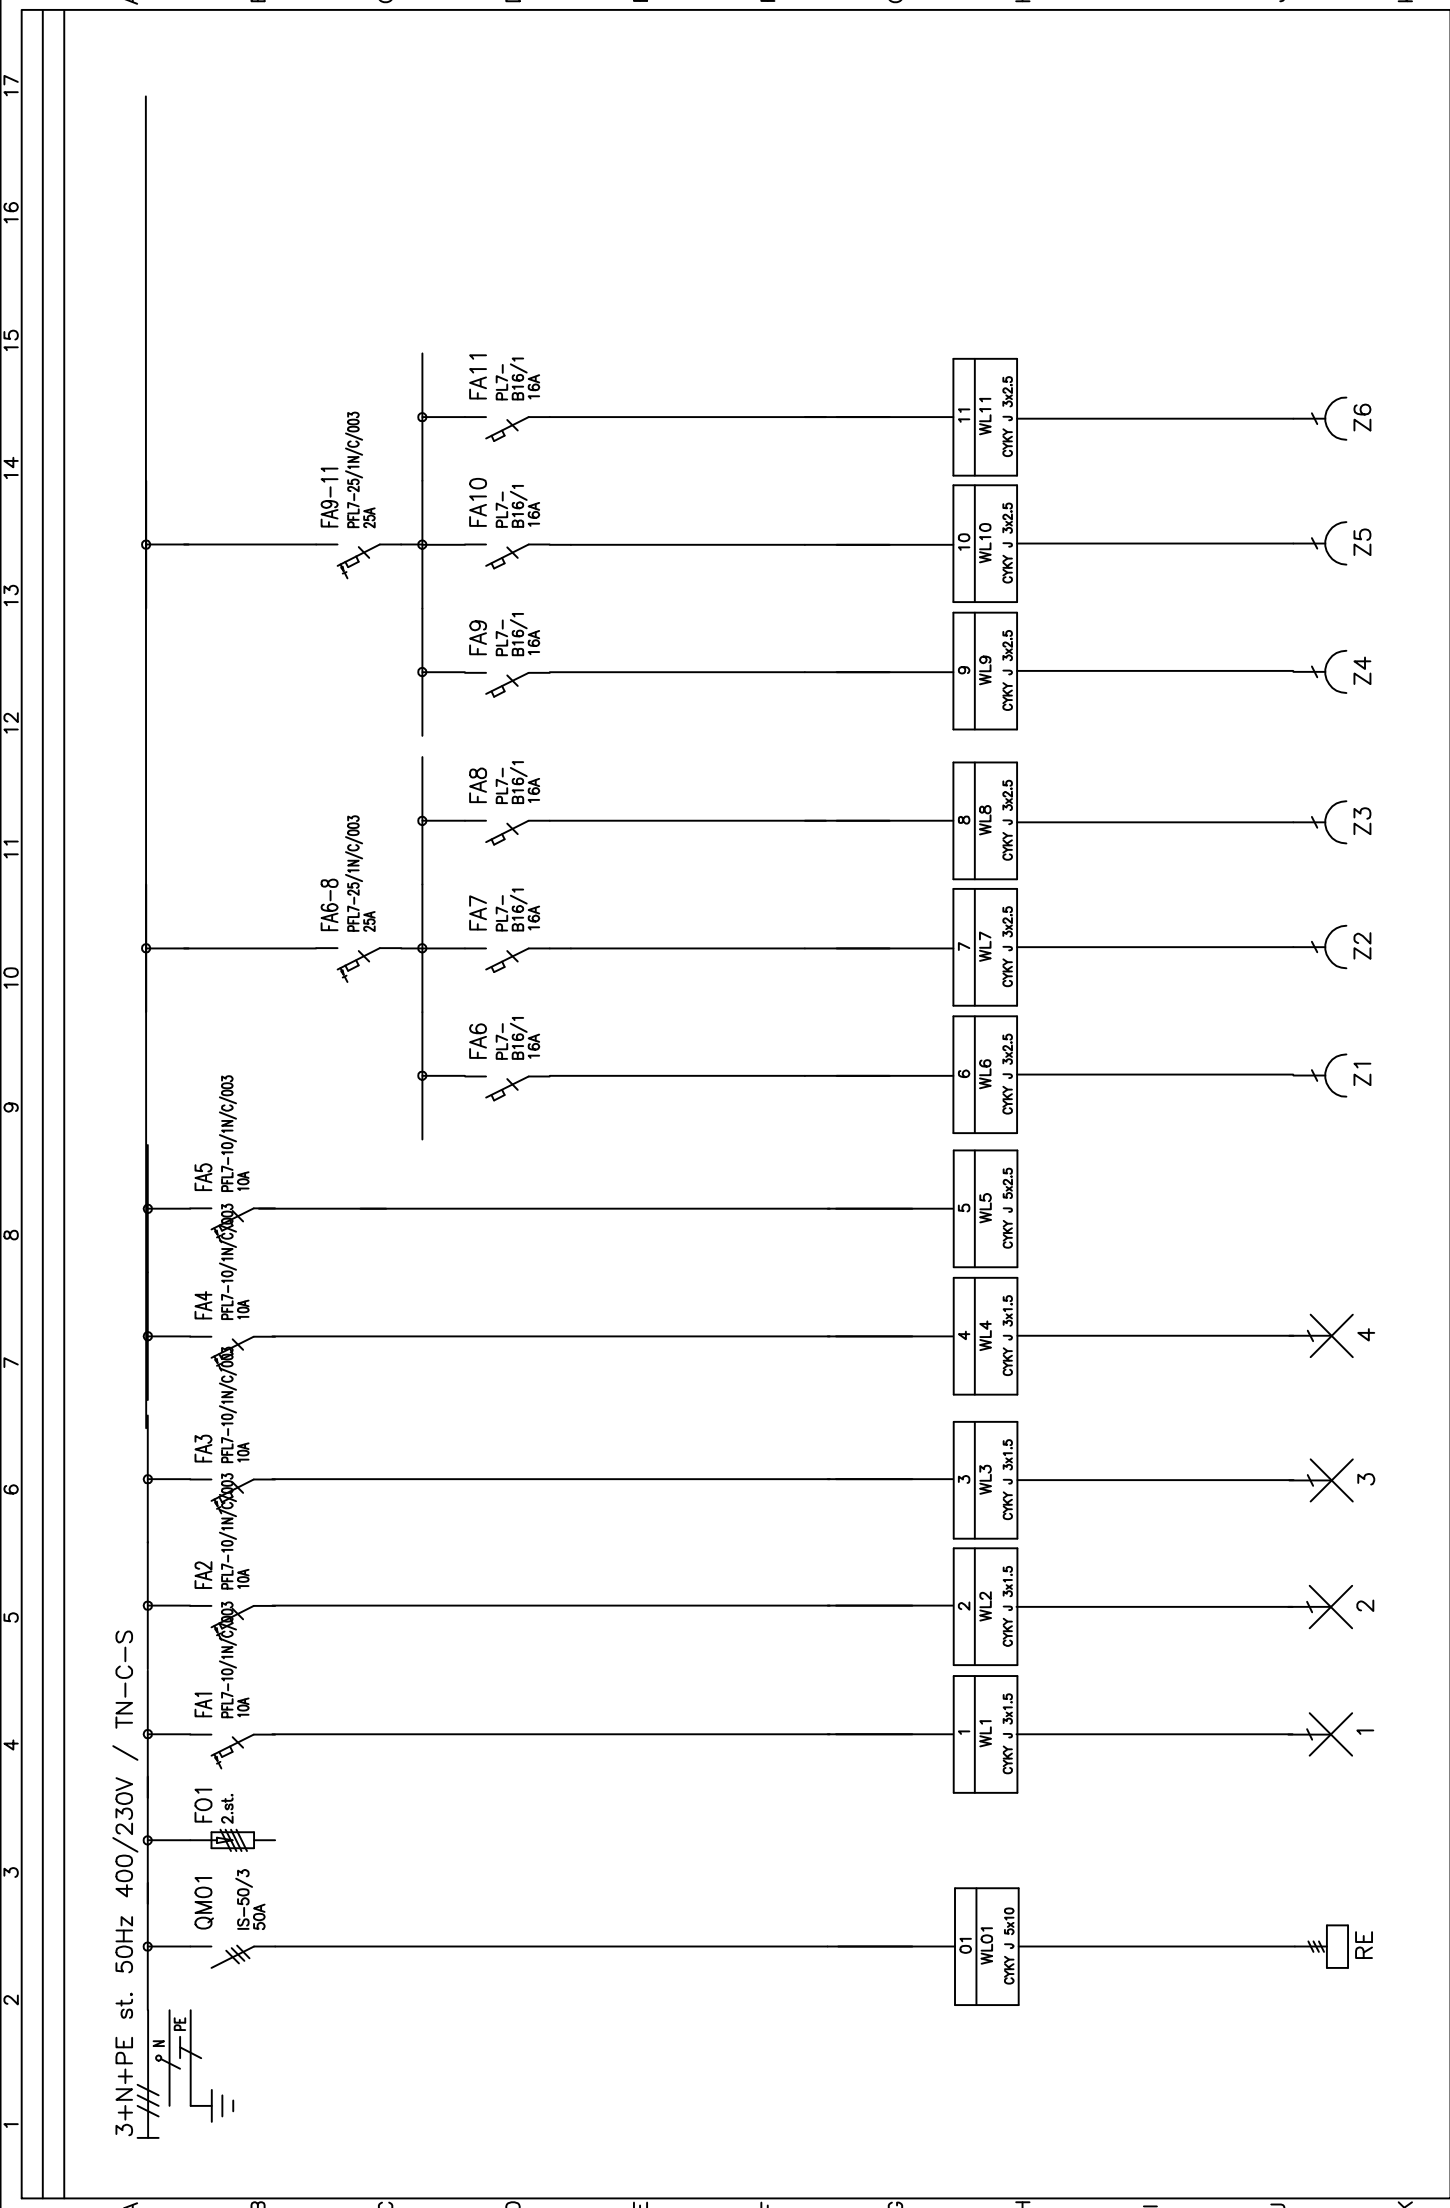 1 2 3 4 5 6 7 8 9 10 11 12 13 14 15 16 17
3+N+PE st. 50Hz 400/230V / TN-C-S
N
PE
QM01
IS-50/3
50A
F01
2.st.
FA1
PFL7-10/1N/C/003
10A
FA2
PFL7-10/1N/C/003
10A
FA3
PFL7-10/1N/C/003
10A
FA4
PFL7-10/1N/C/003
10A
FA5
PFL7-10/1N/C/003
10A
FA6-8
PFL7-25/1N/C/003
25A
FA9-11
PFL7-25/1N/C/003
25A
FA6
PL7-
B16/1
16A
FA7
PL7-
B16/1
16A
FA8
PL7-
B16/1
16A
FA9
PL7-
B16/1
16A
FA10
PL7-
B16/1
16A
FA11
PL7-
B16/1
16A
01
WL01
CYKY J 5x10
1
WL1
CYKY J 3x1.5
2
WL2
CYKY J 3x1.5
3
WL3
CYKY J 3x1.5
4
WL4
CYKY J 3x1.5
5
WL5
CYKY J 5x2.5
6
WL6
CYKY J 3x2.5
7
WL7
CYKY J 3x2.5
8
WL8
CYKY J 3x2.5
9
WL9
CYKY J 3x2.5
10
WL10
CYKY J 3x2.5
11
WL11
CYKY J 3x2.5
RE
1
2
3
4
Z1
Z2
Z3
Z4
Z5
Z6